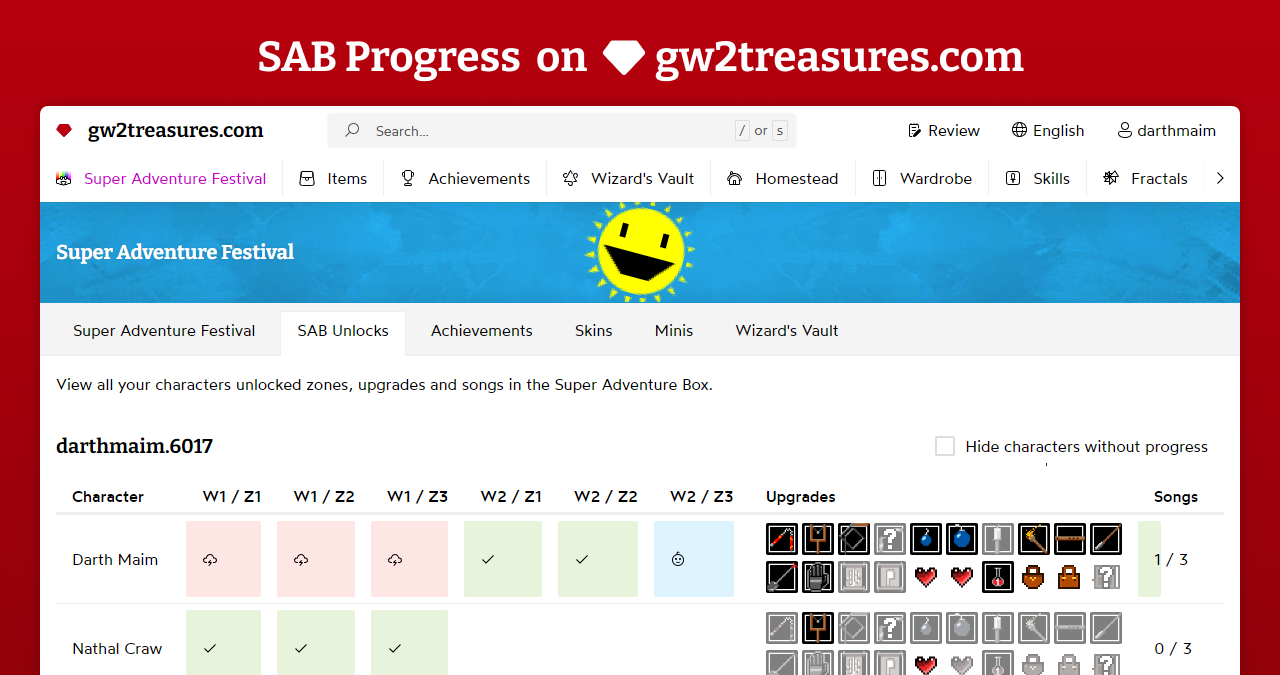 SAB Progress on gw2treasures.com
gw2treasures.com
Search...
/ or s
Review
English
darthmaim
Super Adventure Festival
Items
Achievements
Wizard's Vault
Homestead
Wardrobe
Skills
Fractals
Super Adventure Festival
Super Adventure Festival
SAB Unlocks
Achievements
Skins
Minis
Wizard's Vault
View all your characters unlocked zones, upgrades and songs in the Super Adventure Box.
darthmaim.6017
Hide characters without progress
Character W1 / Z1 W1 / Z2 W1 / Z3 W2 / Z1 W2 / Z2 W2 / Z3 Upgrades Songs
Darth Maim 1 / 3
Nathal Craw 0 / 3